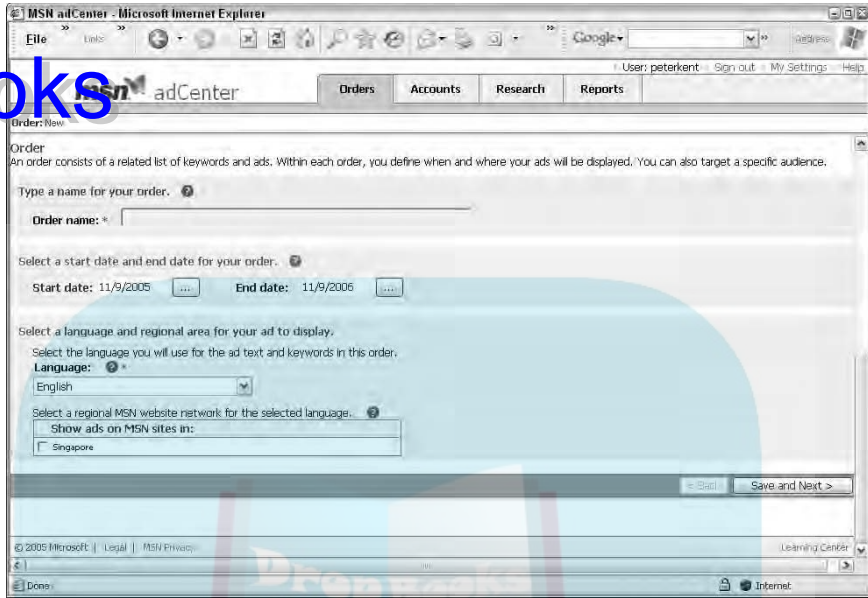 MSN adCenter - Microsoft Internet Explorer
File Links Google Address
User: peterkent Sign out My Settings Help
oks
msn adCenter Orders Accounts Research Reports
Order: New
Order
An order consists of a related list of keywords and ads. Within each order, you define when and where your ads will be displayed. You can also target a specific audience.
Type a name for your order.
Order name: *
Select a start date and end date for your order.
Start date: 11/9/2005 ... End date: 11/9/2006 ...
Select a language and regional area for your ad to display.
Select the language you will use for the ad text and keywords in this order.
Language: *
English
Select a regional MSN website network for the selected language.
Show ads on MSN sites in:
Singapore
< Back Save and Next >
© 2005 Microsoft | Legal | MSN Privacy
Learning Center
DropBooks
Done Internet